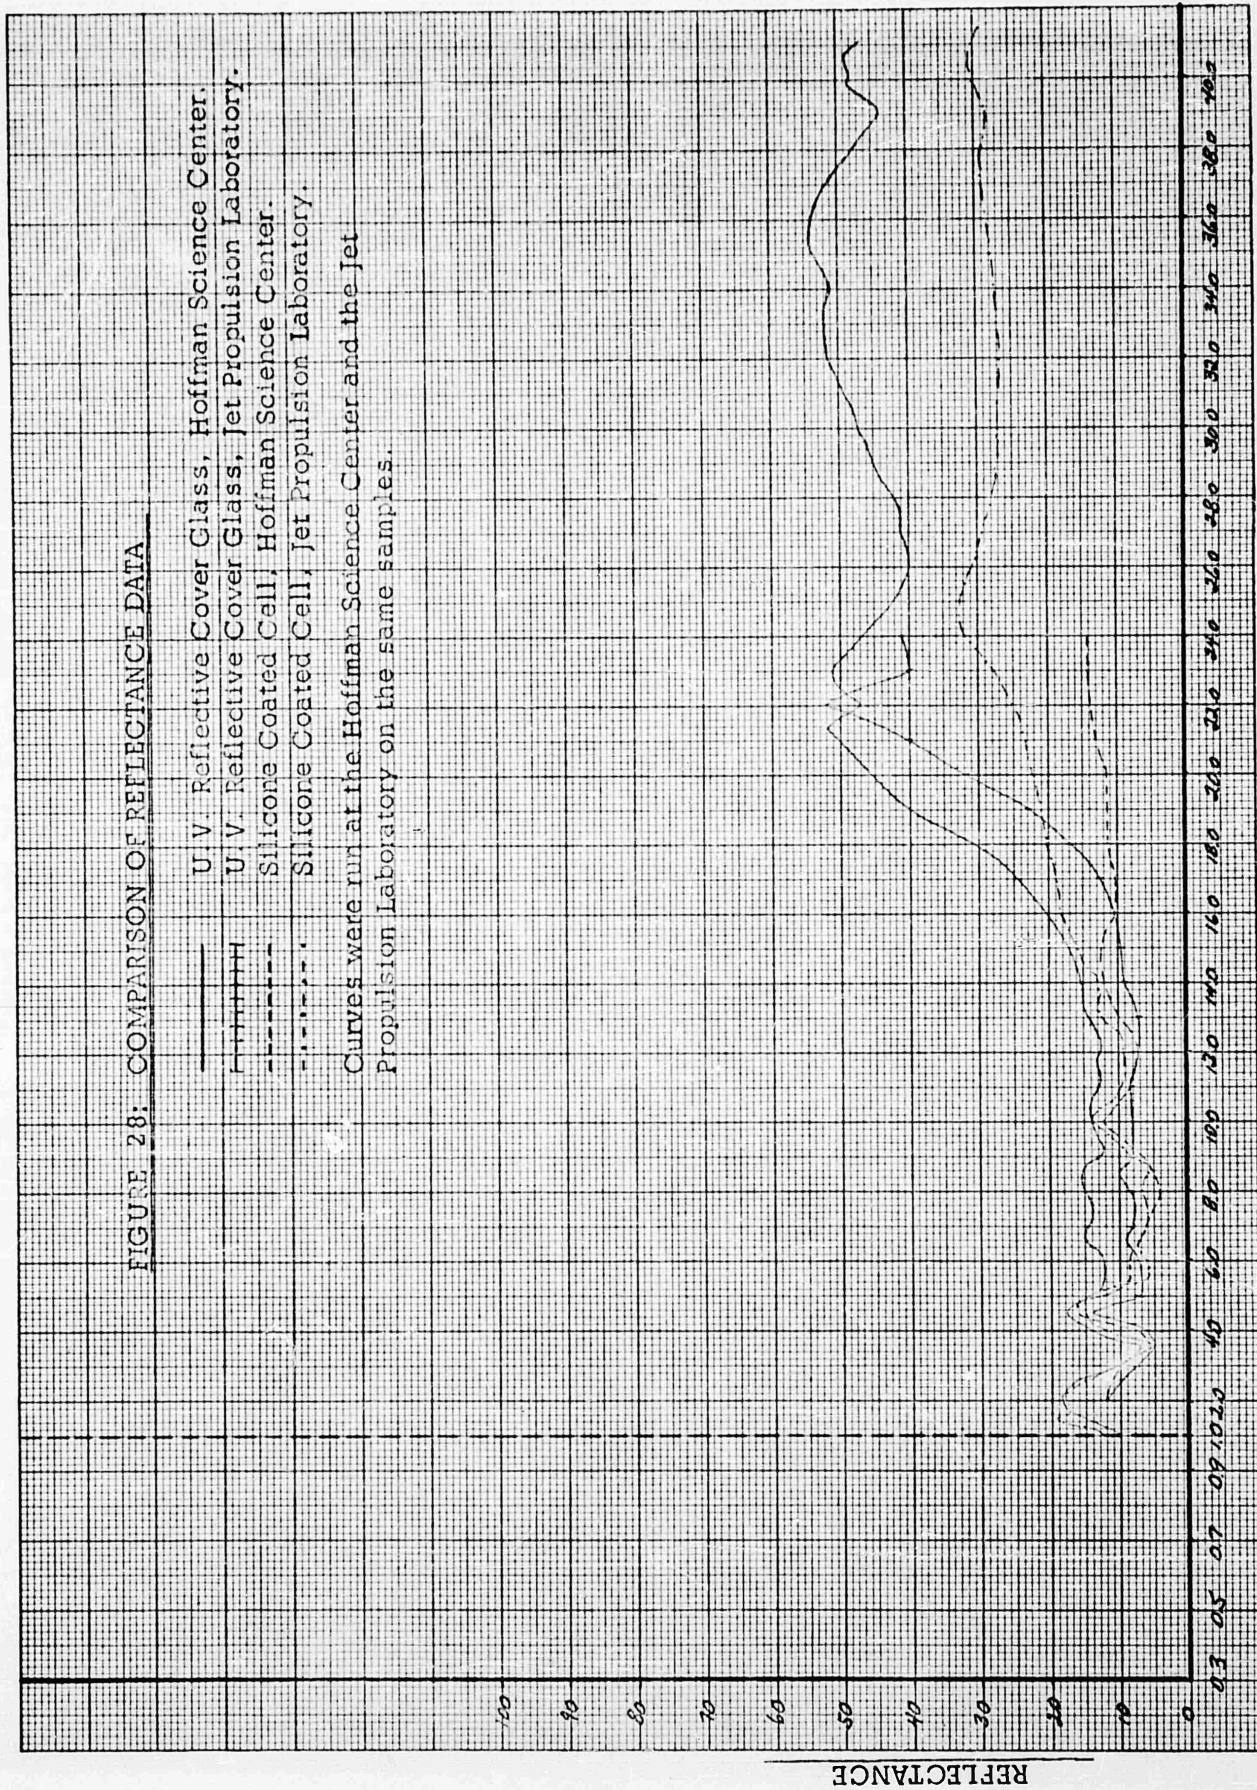 FIGURE 28: COMPARISON OF REFLECTANCE DATA
U.V. Reflective Cover Glass, Hoffman Science Center.
U.V. Reflective Cover Glass, Jet Propulsion Laboratory.
Silicone Coated Cell, Hoffman Science Center.
Silicone Coated Cell, Jet Propulsion Laboratory.
Curves were run at the Hoffman Science Center and the Jet
Propulsion Laboratory on the same samples.
REFLECTANCE
100
90
80
70
60
50
40
30
20
10
0
0.3 0.5 0.7 0.9 1.0 2.0 4.0 6.0 8.0 10.0 12.0 14.0 16.0 18.0 20.0 22.0 24.0 26.0 28.0 30.0 32.0 34.0 36.0 38.0 40.0